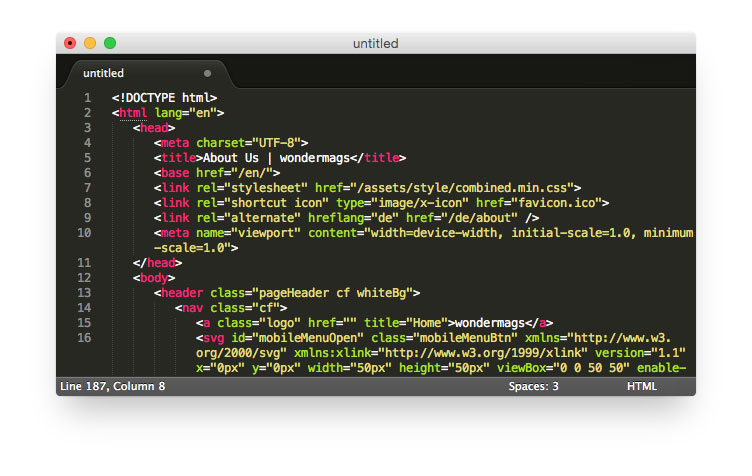 untitled
untitled
1 <!DOCTYPE html>
2 <html lang="en">
3 <head>
4 <meta charset="UTF-8">
5 <title>About Us | wondermags</title>
6 <base href="/en/">
7 <link rel="stylesheet" href="/assets/style/combined.min.css">
8 <link rel="shortcut icon" type="image/x-icon" href="favicon.ico">
9 <link rel="alternate" hreflang="de" href="/de/about" />
10 <meta name="viewport" content="width=device-width, initial-scale=1.0, minimum
-scale=1.0">
11 </head>
12 <body>
13 <header class="pageHeader cf whiteBg">
14 <nav class="cf">
15 <a class="logo" href="" title="Home">wondermags</a>
16 <svg id="mobileMenuOpen" class="mobileMenuBtn" xmlns="http://www.w3.
org/2000/svg" xmlns:xlink="http://www.w3.org/1999/xlink" version="1.1"
x="0px" y="0px" width="50px" height="50px" viewBox="0 0 50 50" enable-
Line 187, Column 8 Spaces: 3 HTML